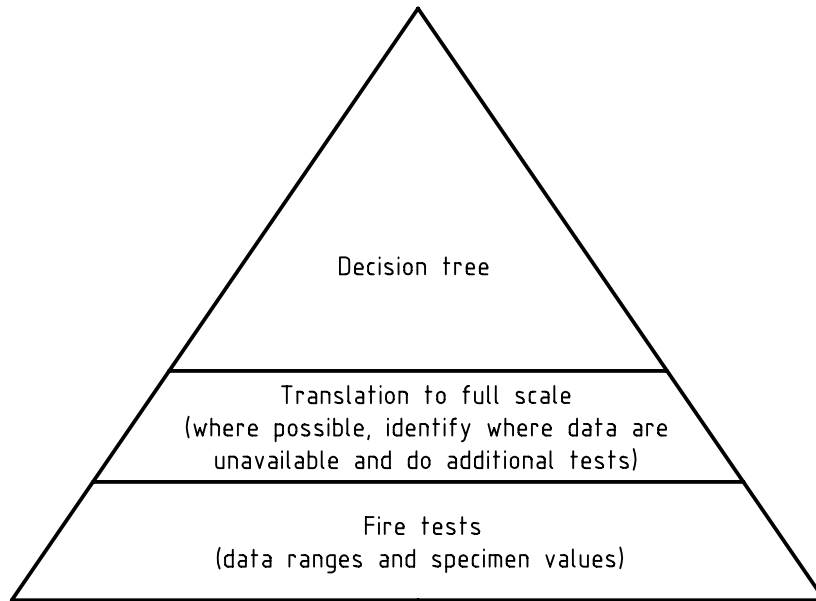 Decision tree
Translation to full scale
(where possible, identify where data are
unavailable and do additional tests)
Fire tests
(data ranges and specimen values)